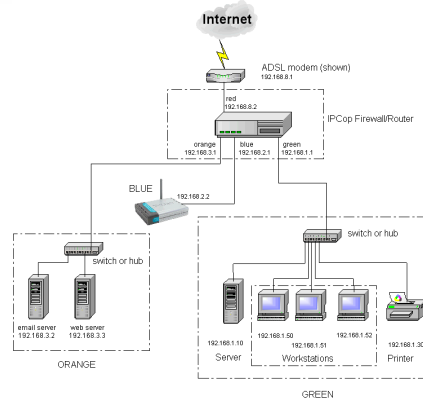 Internet
ADSL modem (shown)
192.168.8.1
red
192.168.8.2
IPCop Firewall/Router
orange
192.168.3.1
blue
192.168.2.1
green
192.168.1.1
BLUE
192.168.2.2
switch or hub
email server
192.168.3.2
web server
192.168.3.3
ORANGE
switch or hub
192.168.1.10
Server
192.168.1.50
192.168.1.51
192.168.1.52
Workstations
192.168.1.30
Printer
GREEN